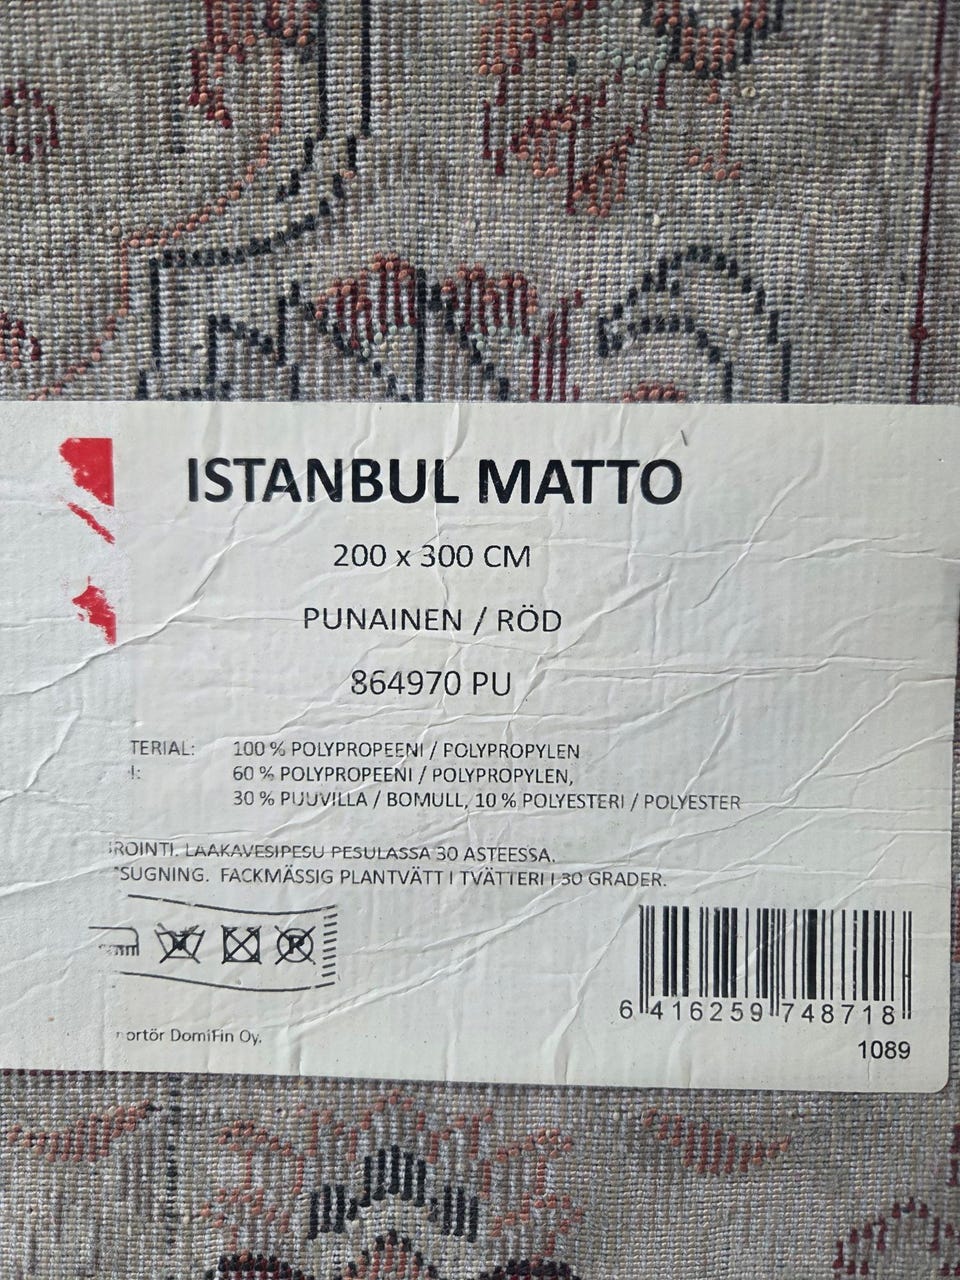 ISTANBUL MATTO
200 x 300 CM
PUNAINEN / RÖD
864970 PU
TERIAL: 100 % POLYPROPEENI / POLYPROPYLEN
60 % POLYPROPEENI / POLYPROPYLEN,
30 % PUUVILLA / BOMULL, 10 % POLYESTERI / POLYESTER
ROINTI. LAAKAVESIPESU PESULASSA 30 ASTEESSA.
SUGNING. FACKMÄSSIG PLANTVÄTT I TVÄTTERI I 30 GRADER.
ortör DomiFin Oy.
6 416259 748718
1089